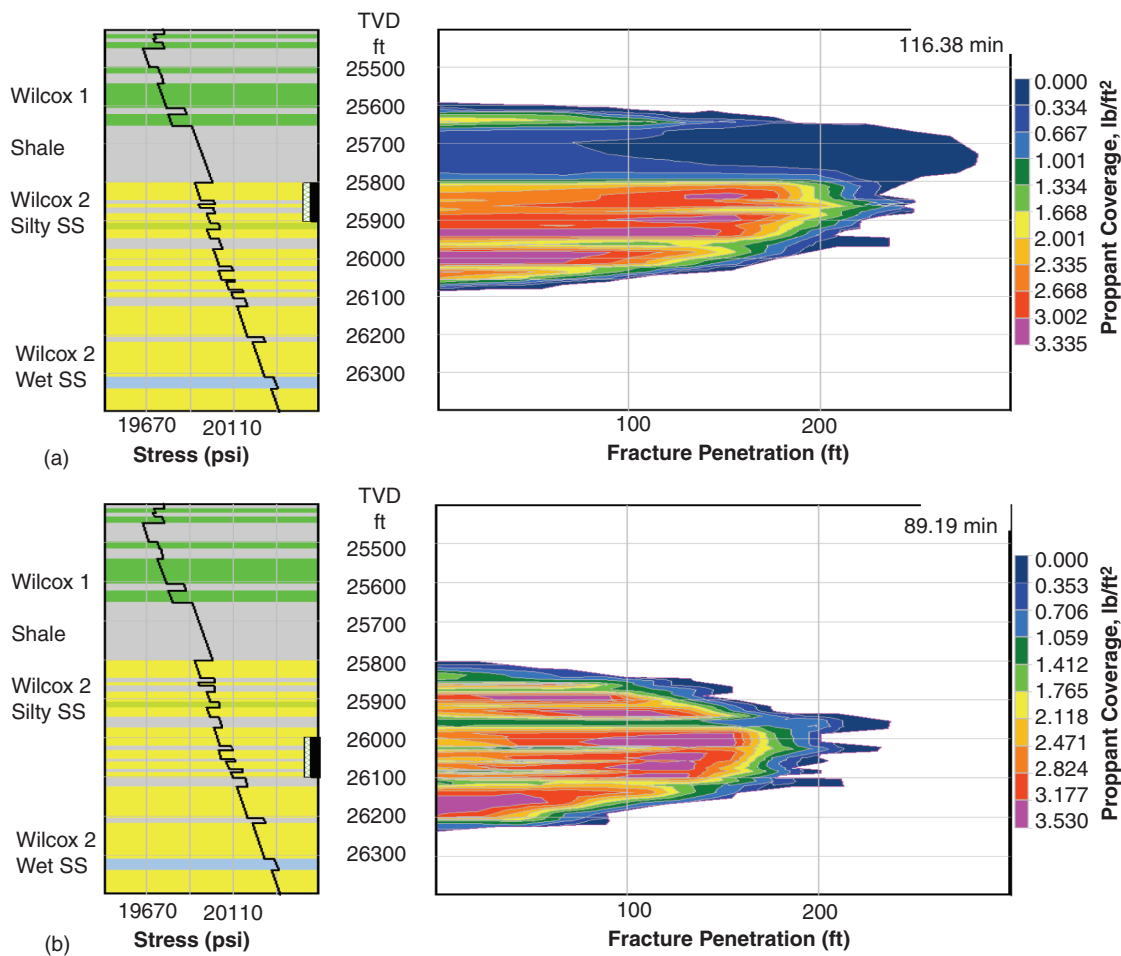 (a)
TVD
ft
116.38 min
25500
25600
25700
25800
25900
26000
26100
26200
26300
Wilcox 1
Shale
Wilcox 2
Silty SS
Wilcox 2
Wet SS
19670
20110
Stress (psi)
100
200
Fracture Penetration (ft)
0.000
0.334
0.667
1.001
1.334
1.668
2.001
2.335
2.668
3.002
3.335
Proppant Coverage, lb/ft²
(a)
TVD
ft
89.19 min
25500
25600
25700
25800
25900
26000
26100
26200
26300
Wilcox 1
Shale
Wilcox 2
Silty SS
Wilcox 2
Wet SS
19670
20110
Stress (psi)
100
200
Fracture Penetration (ft)
0.000
0.353
0.706
1.059
1.412
1.765
2.118
2.471
2.824
3.177
3.530
Proppant Coverage, lb/ft²
(b)